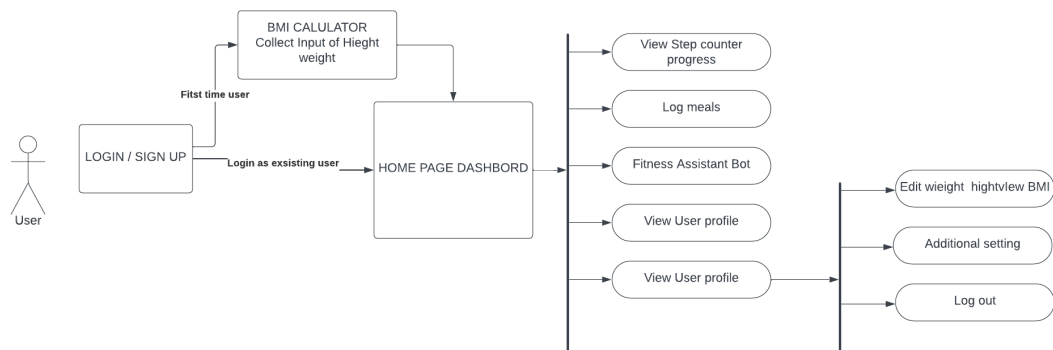 BMI CALULATOR
Collect Input of Hieght
weight
Fitst time user
LOGIN / SIGN UP
Login as exsisting user
HOME PAGE DASHBORD
User
View Step counter
progress
Log meals
Fitness Assistant Bot
View User profile
View User profile
Edit wieight hightvIew BMI
Additional setting
Log out